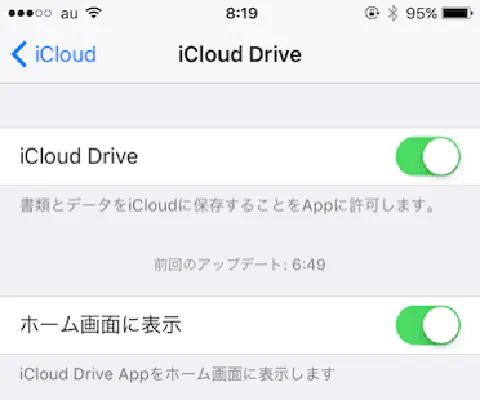 au 8:19 95%
iCloud iCloud Drive
iCloud Drive
書類とデータをiCloudに保存することをAppに許可します。
前回のアップデート: 6:49
ホーム画面に表示
iCloud Drive Appをホーム画面に表示します